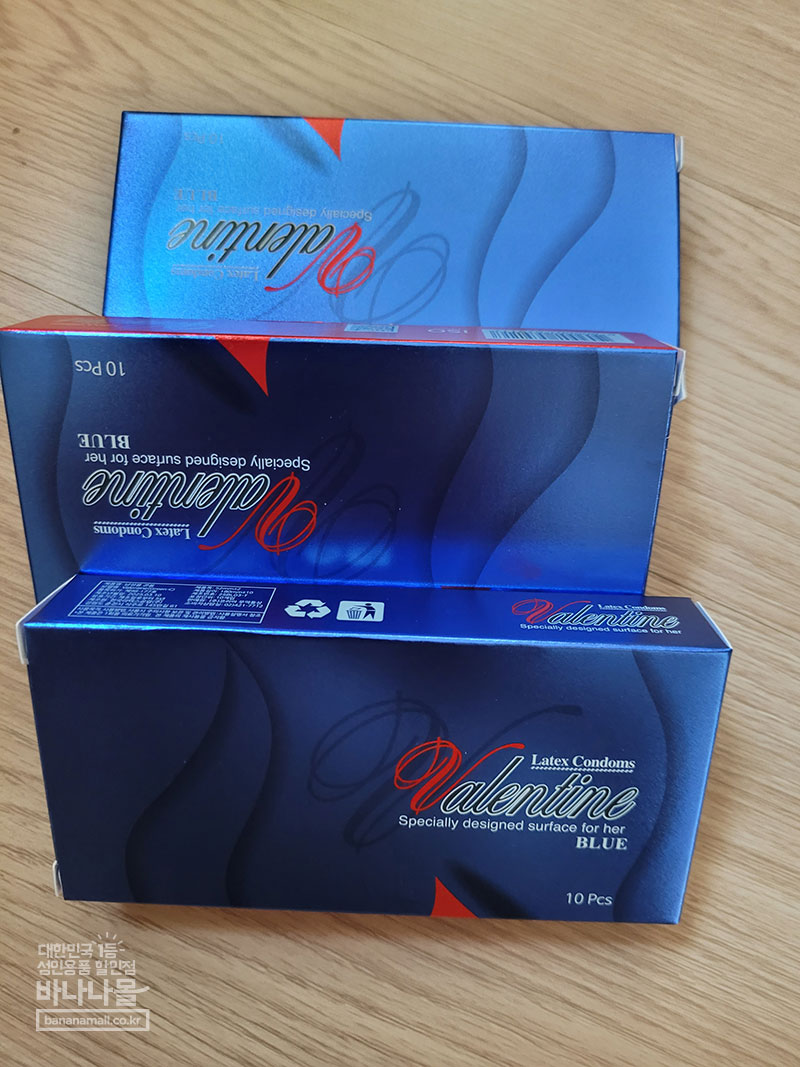 10 Pcs
BLUE
Specially designed surface for her
Valentine
Latex Condoms
ISO
10 Pcs
BLUE
Specially designed surface for her
Valentine
Latex Condoms
Latex Condoms
Valentine
Specially designed surface for her
Latex Condoms
Valentine
Specially designed surface for her
BLUE
10 Pcs
대한민국 1등
성인용품 할인점
바나나몰
bananamall.co.kr